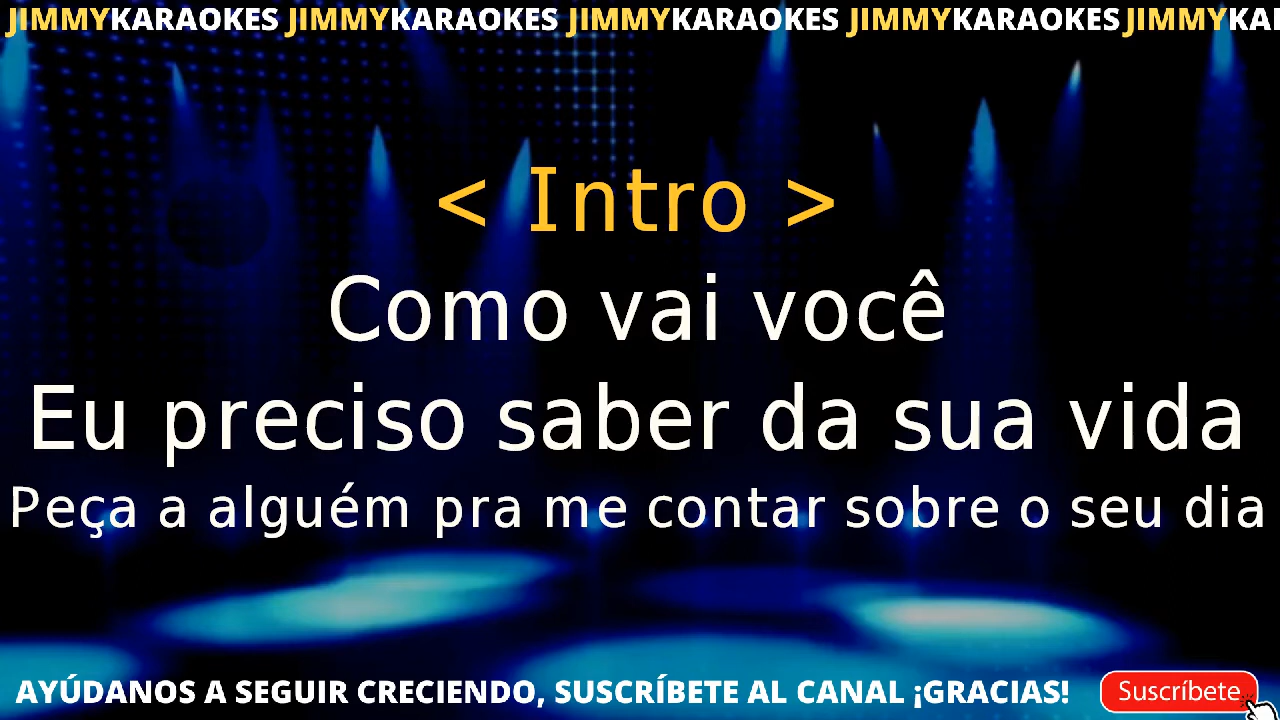 JIMMYKARAOKES JIMMYKARAOKES JIMMYKARAOKES JIMMYKARAOKES JIMMYKA
< Intro >
Como vai você
Eu preciso saber da sua vida
Peça a alguém pra me contar sobre o seu dia
AYÚDANOS A SEGUIR CRECIENDO, SUSCRÍBETE AL CANAL ¡GRACIAS! Suscríbete